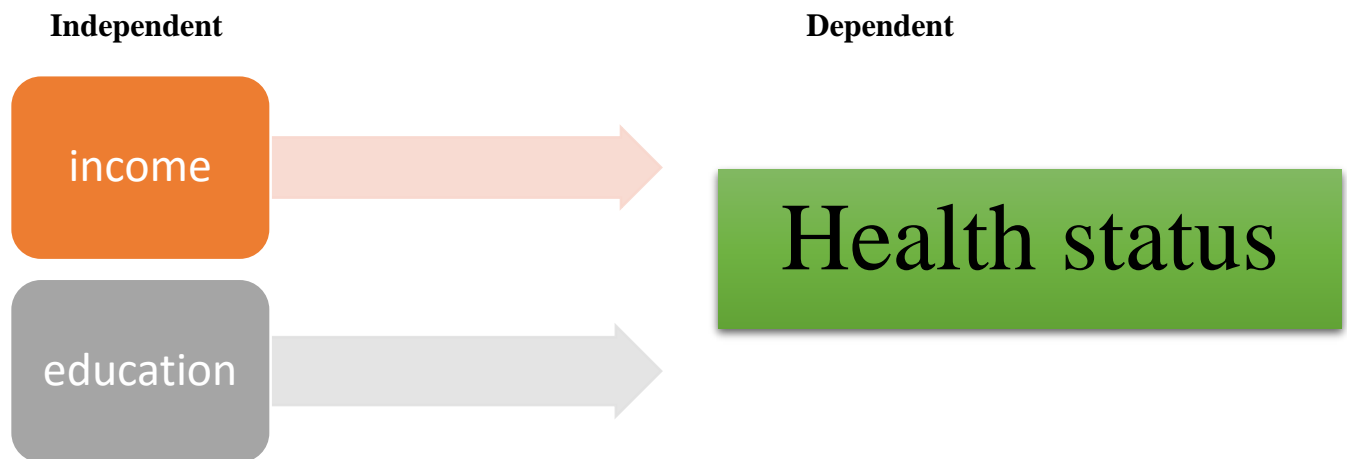 Independent
Dependent
income
Health status
education